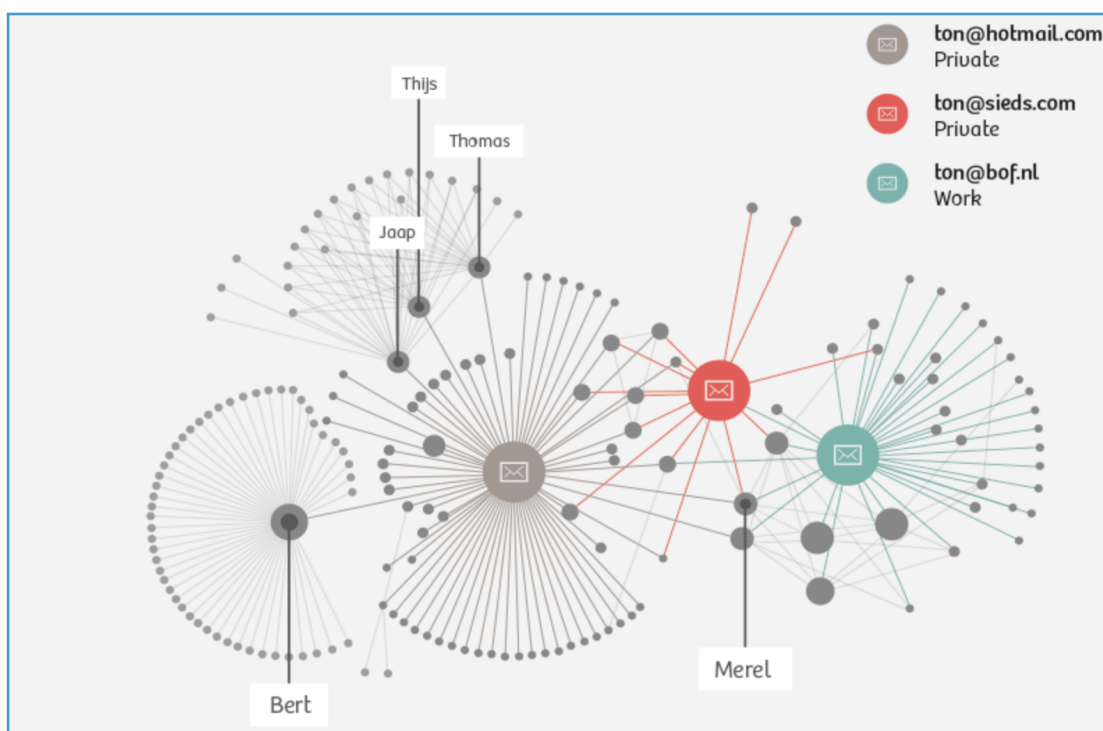 ton@hotmail.com
Private
Thijs
ton@sieds.com
Private
Thomas
ton@bof.nl
Work
Jaap
Merel
Bert